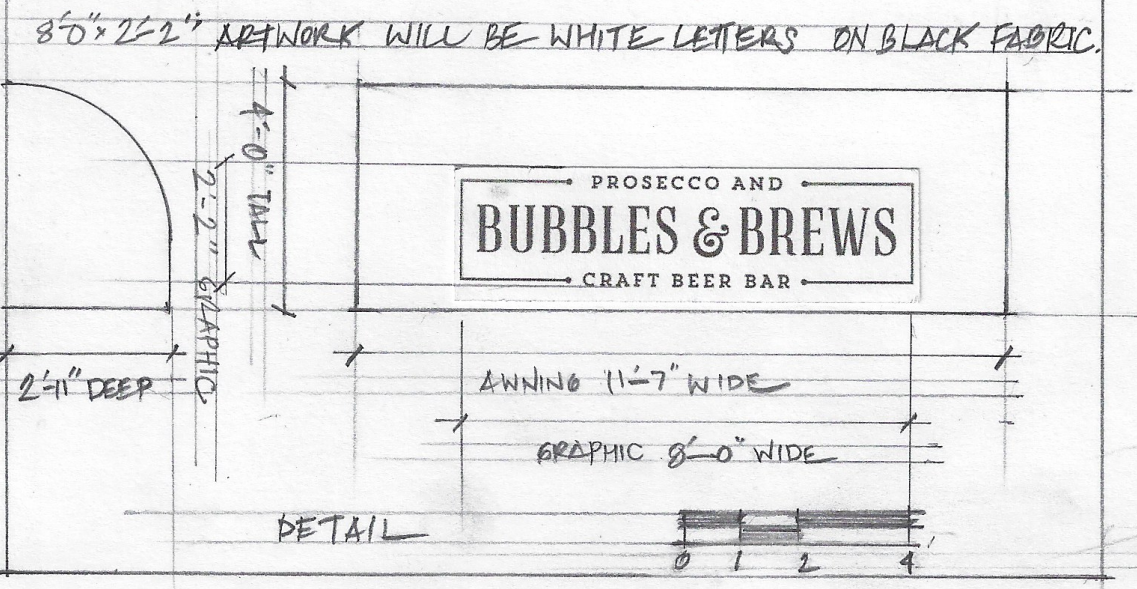 8'-0" x 2'-2" ARTWORK WILL BE WHITE LETTERS ON BLACK FABRIC.
4'-0" TALL
2'-2" GRAPHIC
PROSECCO AND
BUBBLES & BREWS
CRAFT BEER BAR
2'-11" DEEP
AWNING 11'-7" WIDE
GRAPHIC 8'-0" WIDE
DETAIL
0 1 2 4